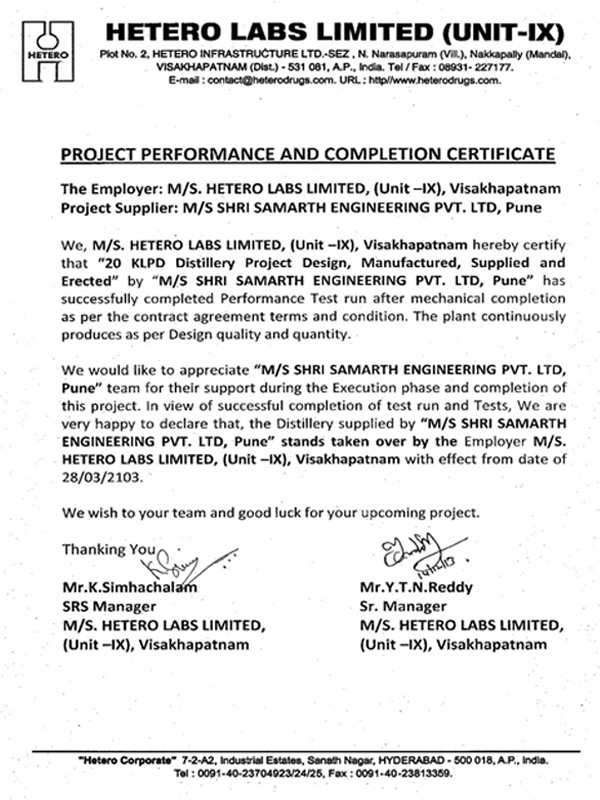 HETERO
HETERO LABS LIMITED (UNIT-IX)
Plot No. 2, HETERO INFRASTRUCTURE LTD.-SEZ , N. Narasapuram (Vill.), Nakkapally (Mandal),
VISAKHAPATNAM (Dist.) - 531 081, A.P., India. Tel / Fax : 08931- 227177.
E-mail : contact@heterodrugs.com. URL : http//www.heterodrugs.com.
PROJECT PERFORMANCE AND COMPLETION CERTIFICATE
The Employer: M/S. HETERO LABS LIMITED, (Unit –IX), Visakhapatnam
Project Supplier: M/S SHRI SAMARTH ENGINEERING PVT. LTD, Pune
We, M/S. HETERO LABS LIMITED, (Unit –IX), Visakhapatnam hereby certify
that “20 KLPD Distillery Project Design, Manufactured, Supplied and
Erected” by “M/S SHRI SAMARTH ENGINEERING PVT. LTD, Pune” has
successfully completed Performance Test run after mechanical completion
as per the contract agreement terms and condition. The plant continuously
produces as per Design quality and quantity.
We would like to appreciate “M/S SHRI SAMARTH ENGINEERING PVT. LTD,
Pune” team for their support during the Execution phase and completion of
this project. In view of successful completion of test run and Tests, We are
very happy to declare that, the Distillery supplied by “M/S SHRI SAMARTH
ENGINEERING PVT. LTD, Pune” stands taken over by the Employer M/S.
HETERO LABS LIMITED, (Unit –IX), Visakhapatnam with effect from date of
28/03/2103.
We wish to your team and good luck for your upcoming project.
Thanking You
Mr.K.Simhachalam
SRS Manager
M/S. HETERO LABS LIMITED,
(Unit –IX), Visakhapatnam
Mr.Y.T.N.Reddy
Sr. Manager
M/S. HETERO LABS LIMITED,
(Unit –IX), Visakhapatnam
"Hetero Corporate" 7-2-A2, Industrial Estates, Sanath Nagar, HYDERABAD - 500 018, A.P., India.
Tel : 0091-40-23704923/24/25, Fax : 0091-40-23813359.